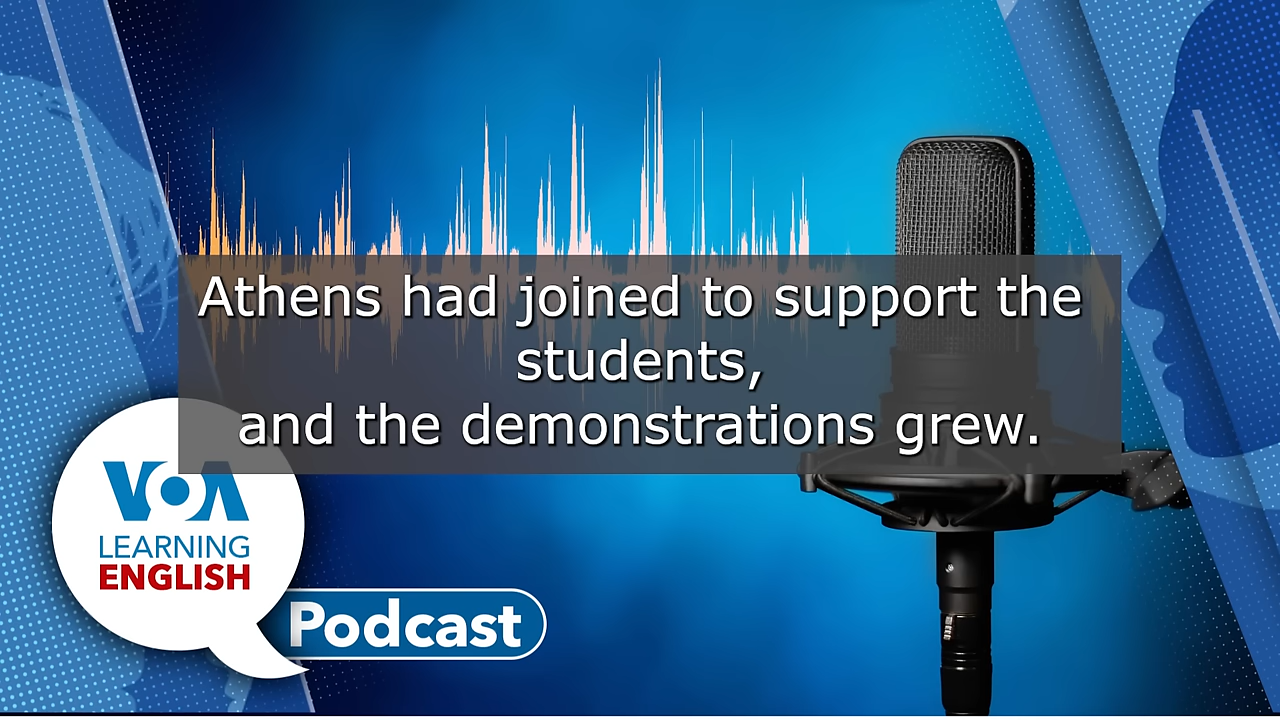 Athens had joined to support the
students,
and the demonstrations grew.
VOA
LEARNING
ENGLISH
Podcast